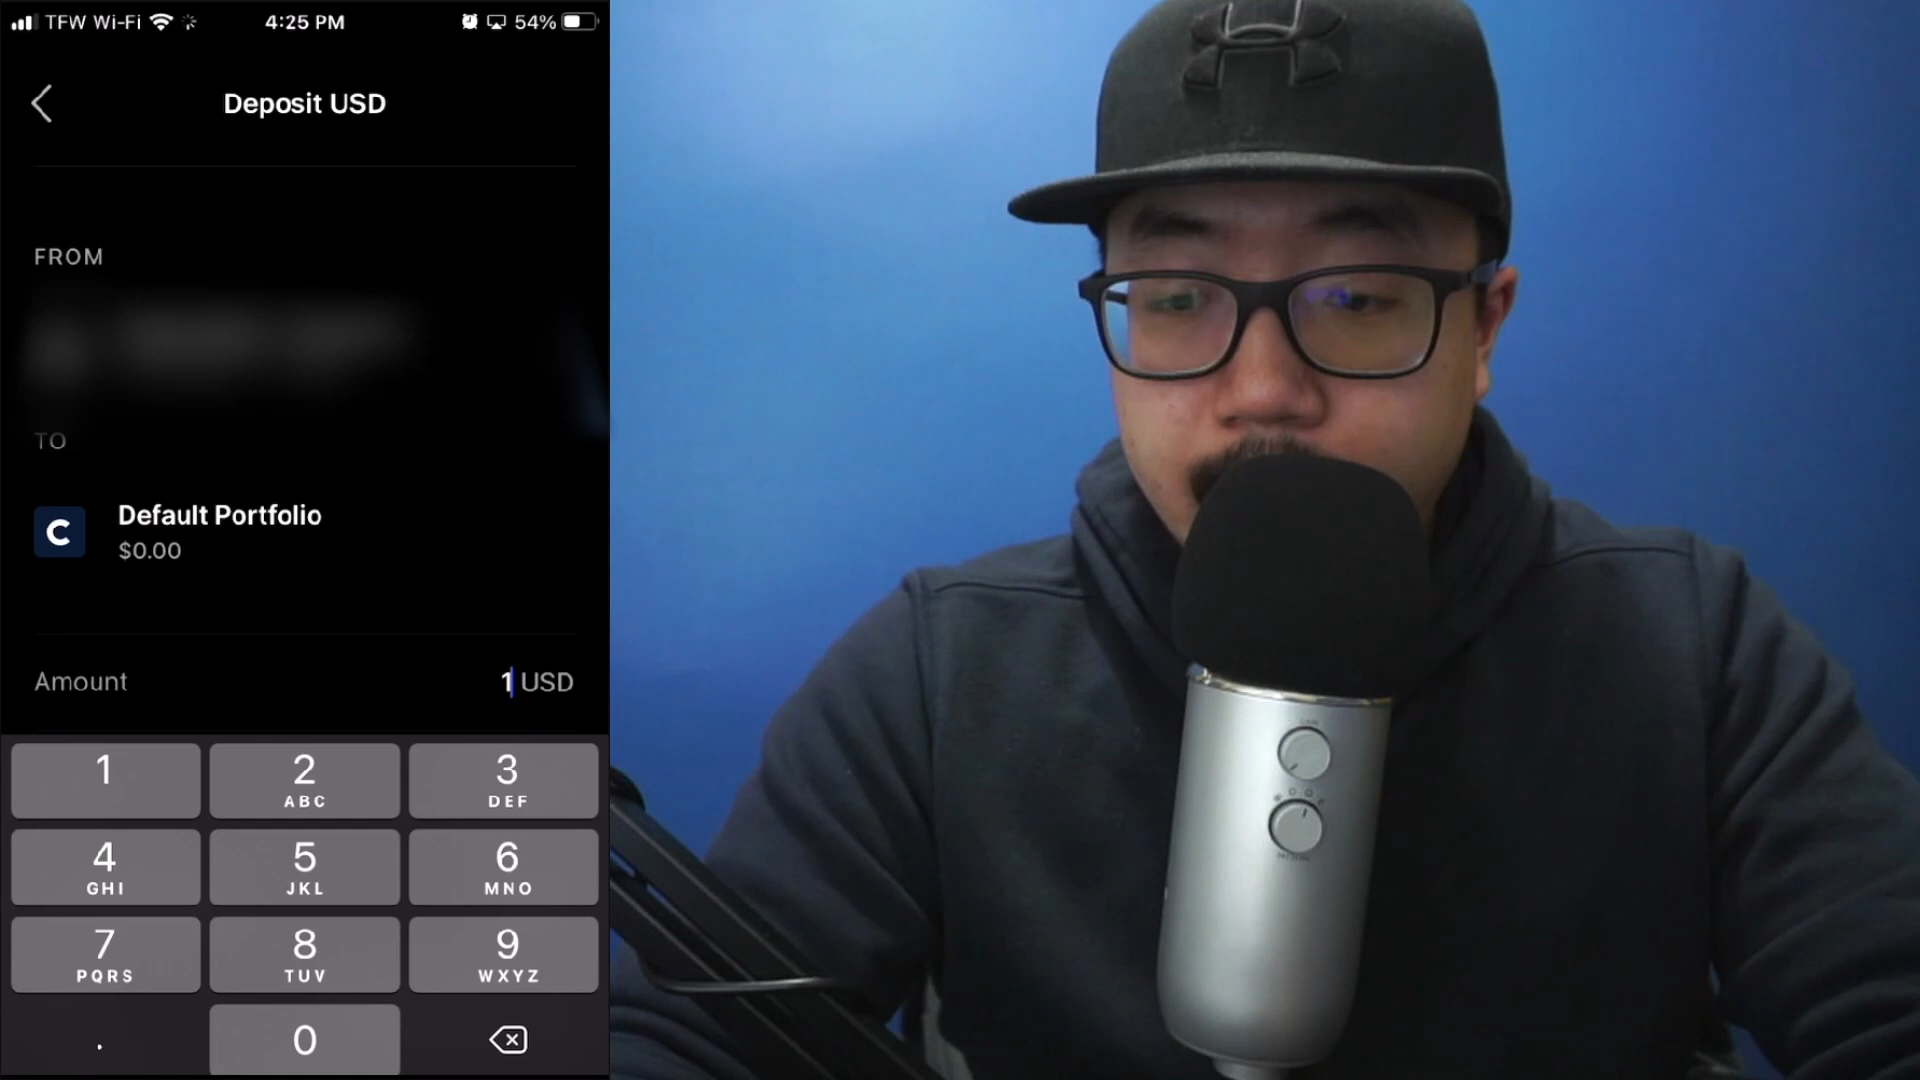 TFW Wi-Fi 4:25 PM 54%
Deposit USD
FROM
TO
C
Default Portfolio
$0.00
Amount 1 USD
1 2 3
ABC DEF
4 5 6
GHI JKL MNO
7 8 9
PQRS TUV WXYZ
. 0